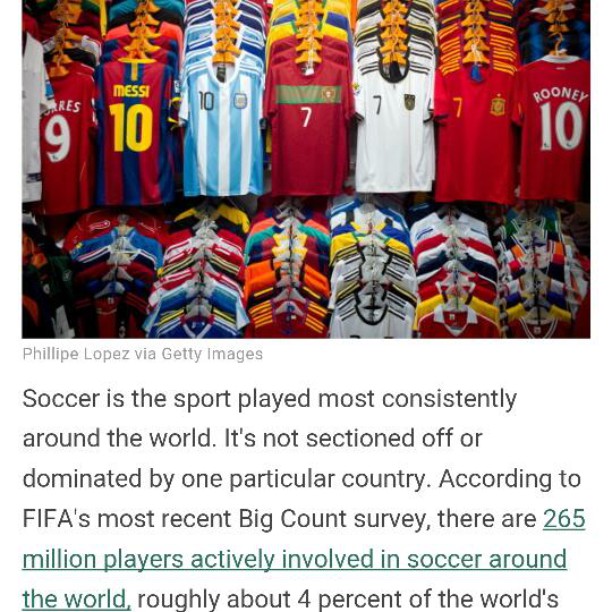 RRES
9
MESSI
10
10
7
7
7
ROONEY
10
Phillipe Lopez via Getty Images
Soccer is the sport played most consistently
around the world. It's not sectioned off or
dominated by one particular country. According to
FIFA's most recent Big Count survey, there are 265
million players actively involved in soccer around
the world, roughly about 4 percent of the world's